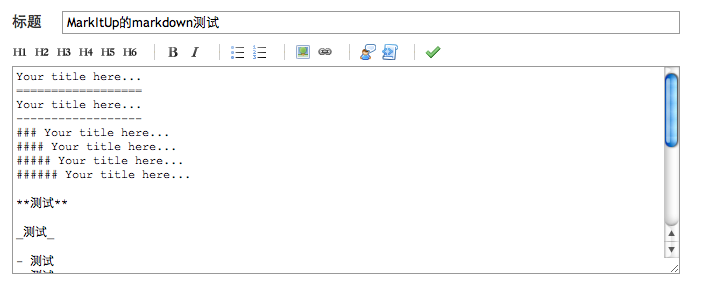 标题 MarkItUp的markdown测试
H1 H2 H3 H4 H5 H6 B I
Your title here...
==================
Your title here...
------------------
### Your title here...
#### Your title here...
##### Your title here...
###### Your title here...
**测试**
_测试_
- 测试